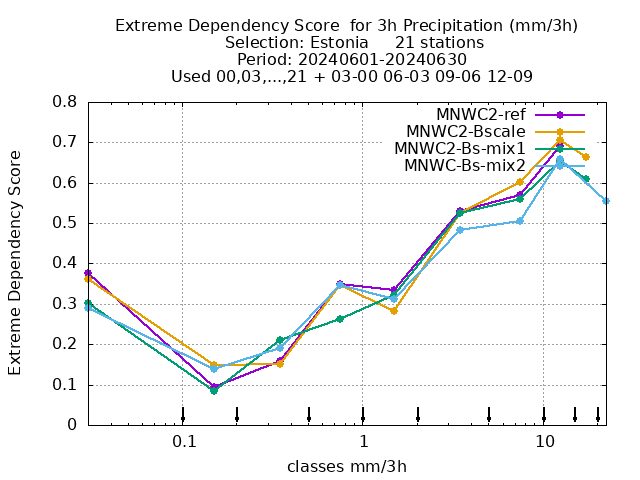 Extreme Dependency Score  for 3h Precipitation (mm/3h)
Selection: Estonia     21 stations
Period: 20240601-20240630
Used 00,03,...,21 + 03-00 06-03 09-06 12-09
MNWC2-ref
MNWC2-Bscale
MNWC2-Bs-mix1
MNWC-Bs-mix2
Extreme Dependency Score
0.8
0.7
0.6
0.5
0.4
0.3
0.2
0.1
0
0.1 1 10
classes mm/3h